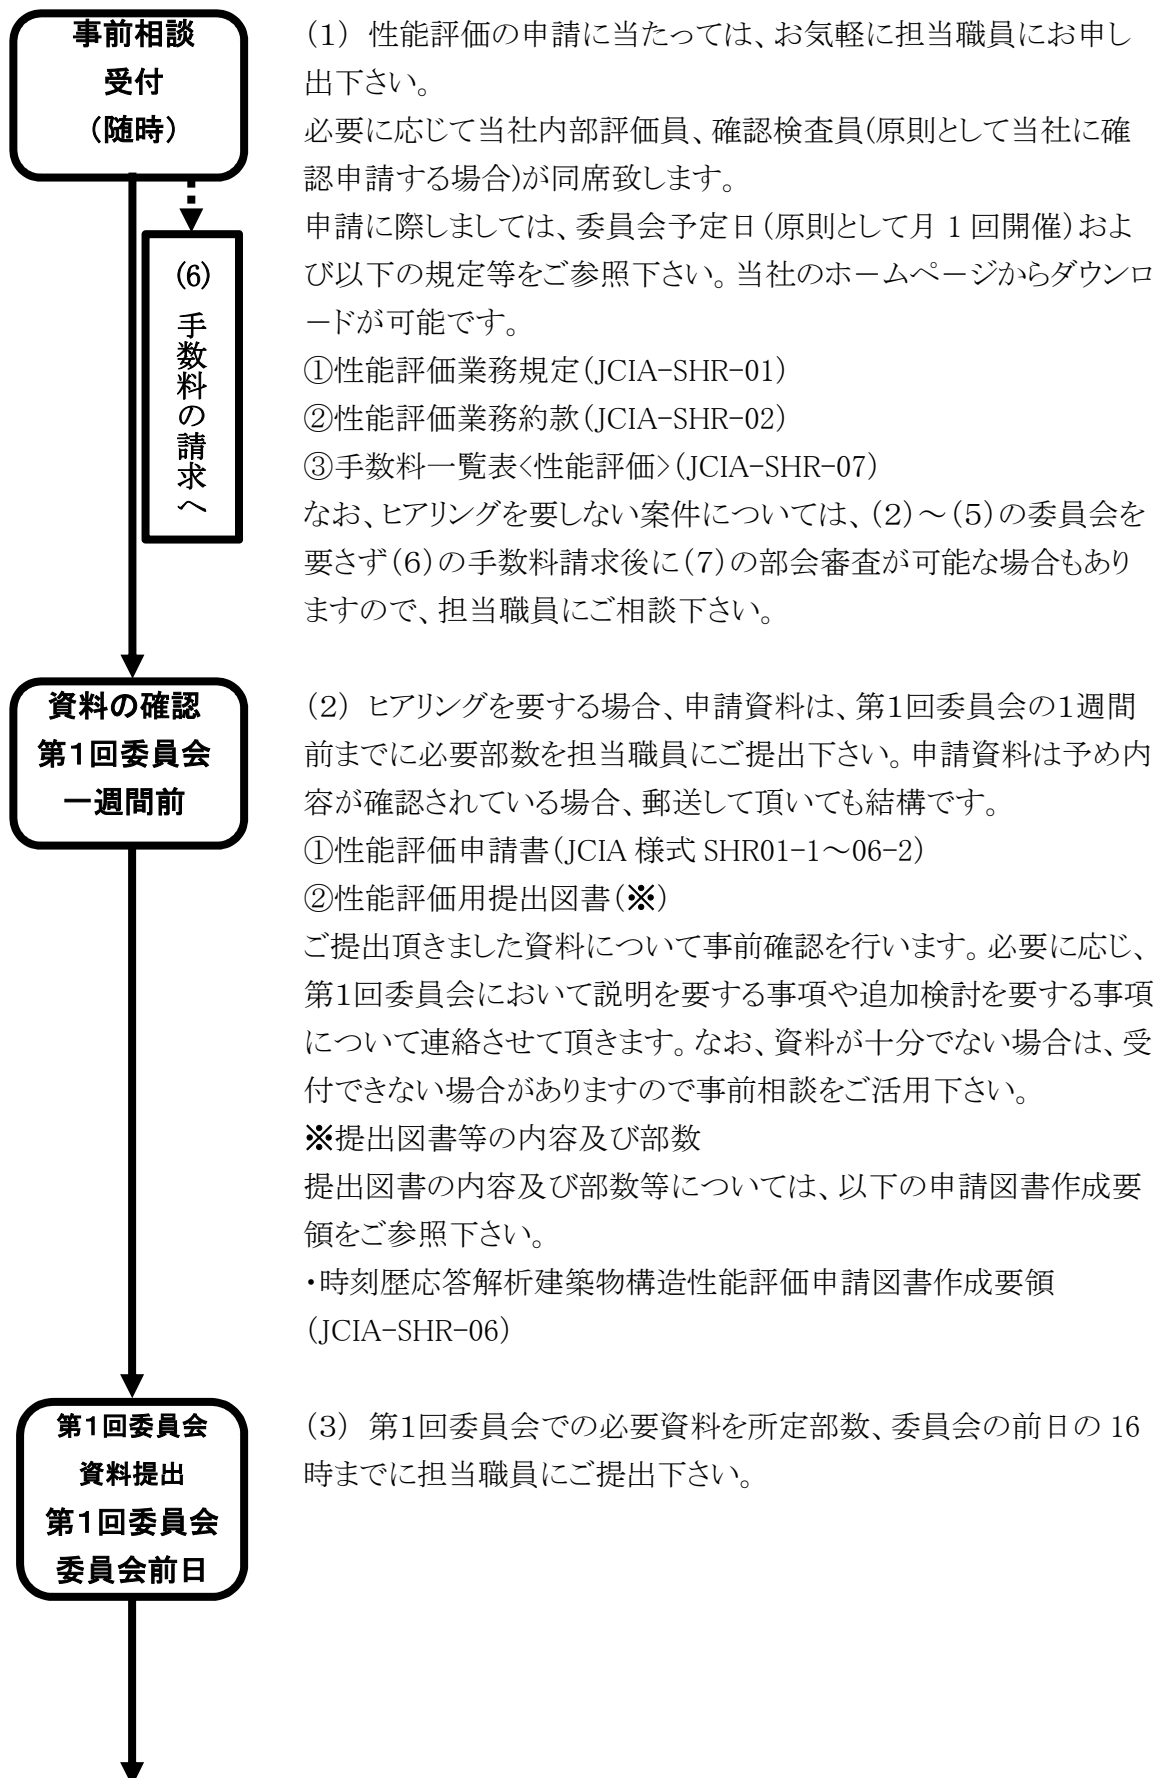 事前相談
受付
（随時）
(6) 手数料の請求へ
（1） 性能評価の申請に当たっては、お気軽に担当職員にお申し
出下さい。
必要に応じて当社内部評価員、確認検査員(原則として当社に確
認申請する場合)が同席致します。
申請に際しましては、委員会予定日（原則として月 1 回開催）およ
び以下の規定等をご参照下さい。当社のホームページからダウンロ
ードが可能です。
①性能評価業務規定（JCIA-SHR-01）
②性能評価業務約款（JCIA-SHR-02）
③手数料一覧表<性能評価>（JCIA-SHR-07）
なお、ヒアリングを要しない案件については、（２）～（５）の委員会を
要さず（６）の手数料請求後に（７）の部会審査が可能な場合もあり
ますので、担当職員にご相談下さい。
資料の確認
第１回委員会
一週間前
（２） ヒアリングを要する場合、申請資料は、第１回委員会の１週間
前までに必要部数を担当職員にご提出下さい。申請資料は予め内
容が確認されている場合、郵送して頂いても結構です。
①性能評価申請書（JCIA 様式 SHR01-1～06-2）
②性能評価用提出図書（※）
ご提出頂きました資料について事前確認を行います。必要に応じ、
第１回委員会において説明を要する事項や追加検討を要する事項
について連絡させて頂きます。なお、資料が十分でない場合は、受
付できない場合がありますので事前相談をご活用下さい。
※提出図書等の内容及び部数
提出図書の内容及び部数等については、以下の申請図書作成要
領をご参照下さい。
・時刻歴応答解析建築物構造性能評価申請図書作成要領
（JCIA-SHR-06）
第１回委員会
資料提出
第１回委員会
委員会前日
（３） 第１回委員会での必要資料を所定部数、委員会の前日の 16
時までに担当職員にご提出下さい。